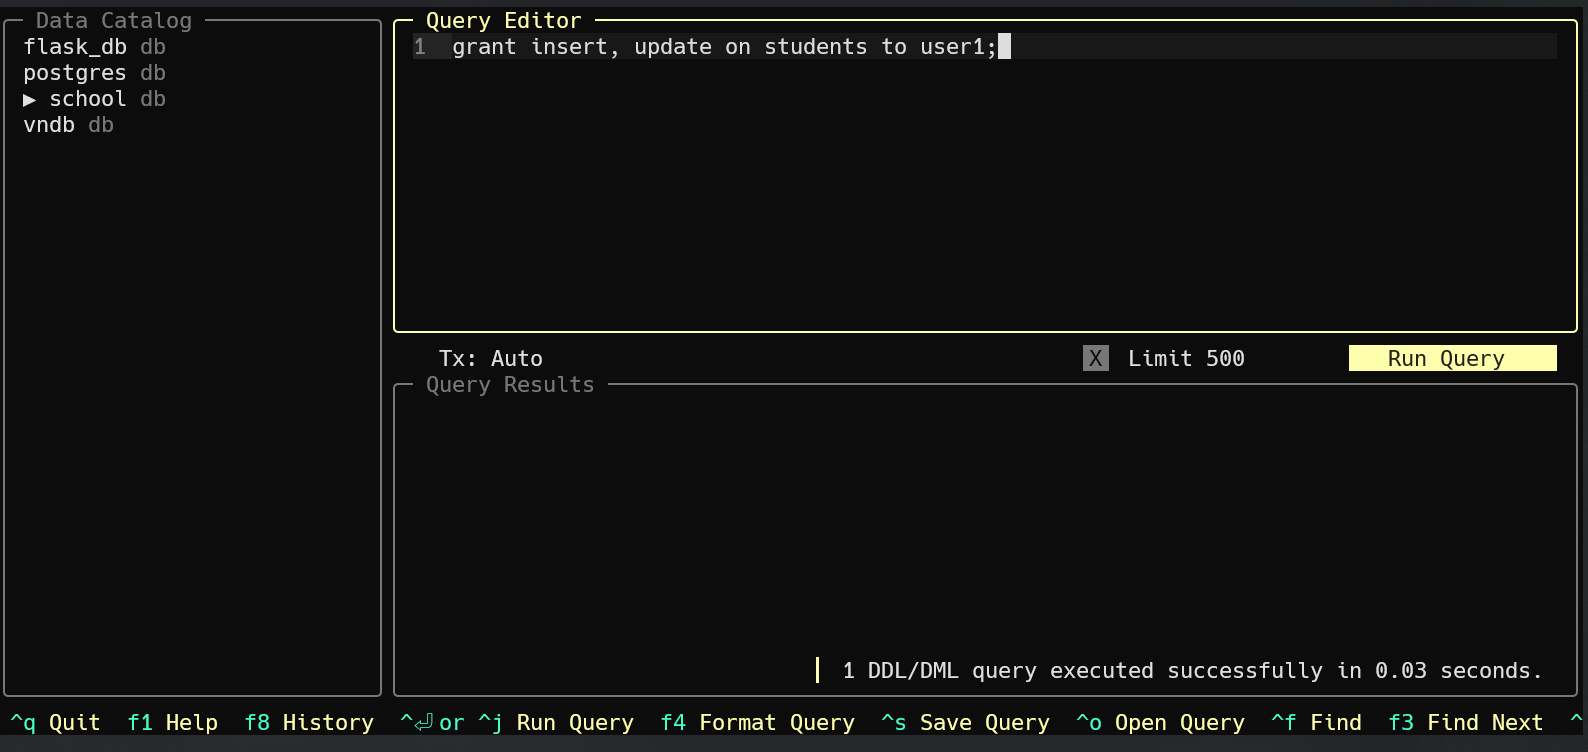 Data Catalog
flask_db db
postgres db
▶ school db
vndb db
Query Editor
1 grant insert, update on students to user1;
Tx: Auto
X Limit 500
Run Query
Query Results
1 DDL/DML query executed successfully in 0.03 seconds.
^q Quit f1 Help f8 History ^⏎ or ^j Run Query f4 Format Query ^s Save Query ^o Open Query ^f Find f3 Find Next ^